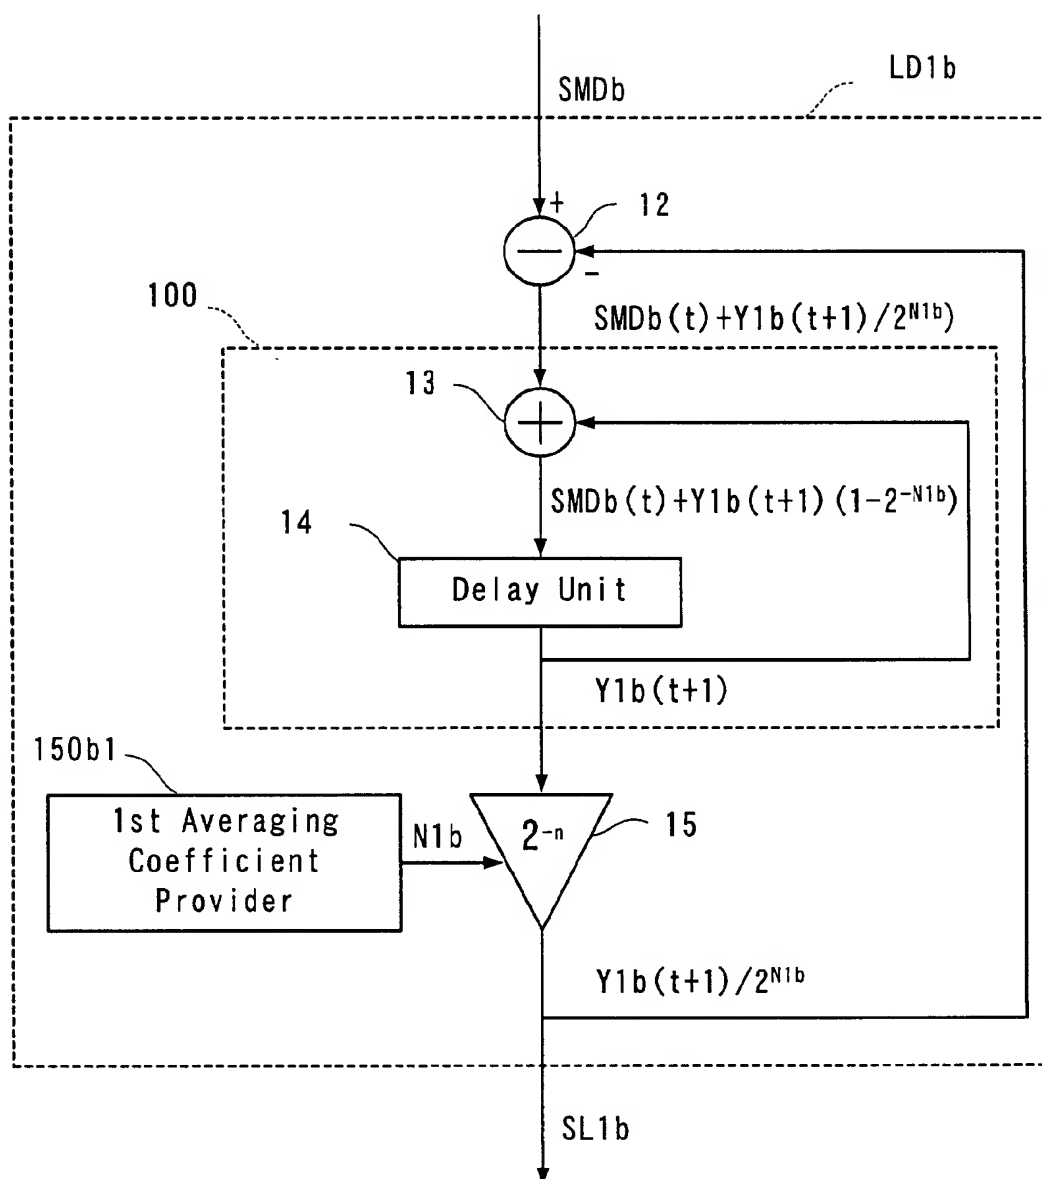 LD1b
SMDb
+
12
-
100
SMDb(t)+Y1b(t+1)/2^{N1b})
13
SMDb(t)+Y1b(t+1)(1-2^{-N1b})
14
Delay Unit
Y1b(t+1)
150b1
1st Averaging
Coefficient
Provider
N1b
2^{-n}
15
Y1b(t+1)/2^{N1b}
SL1b